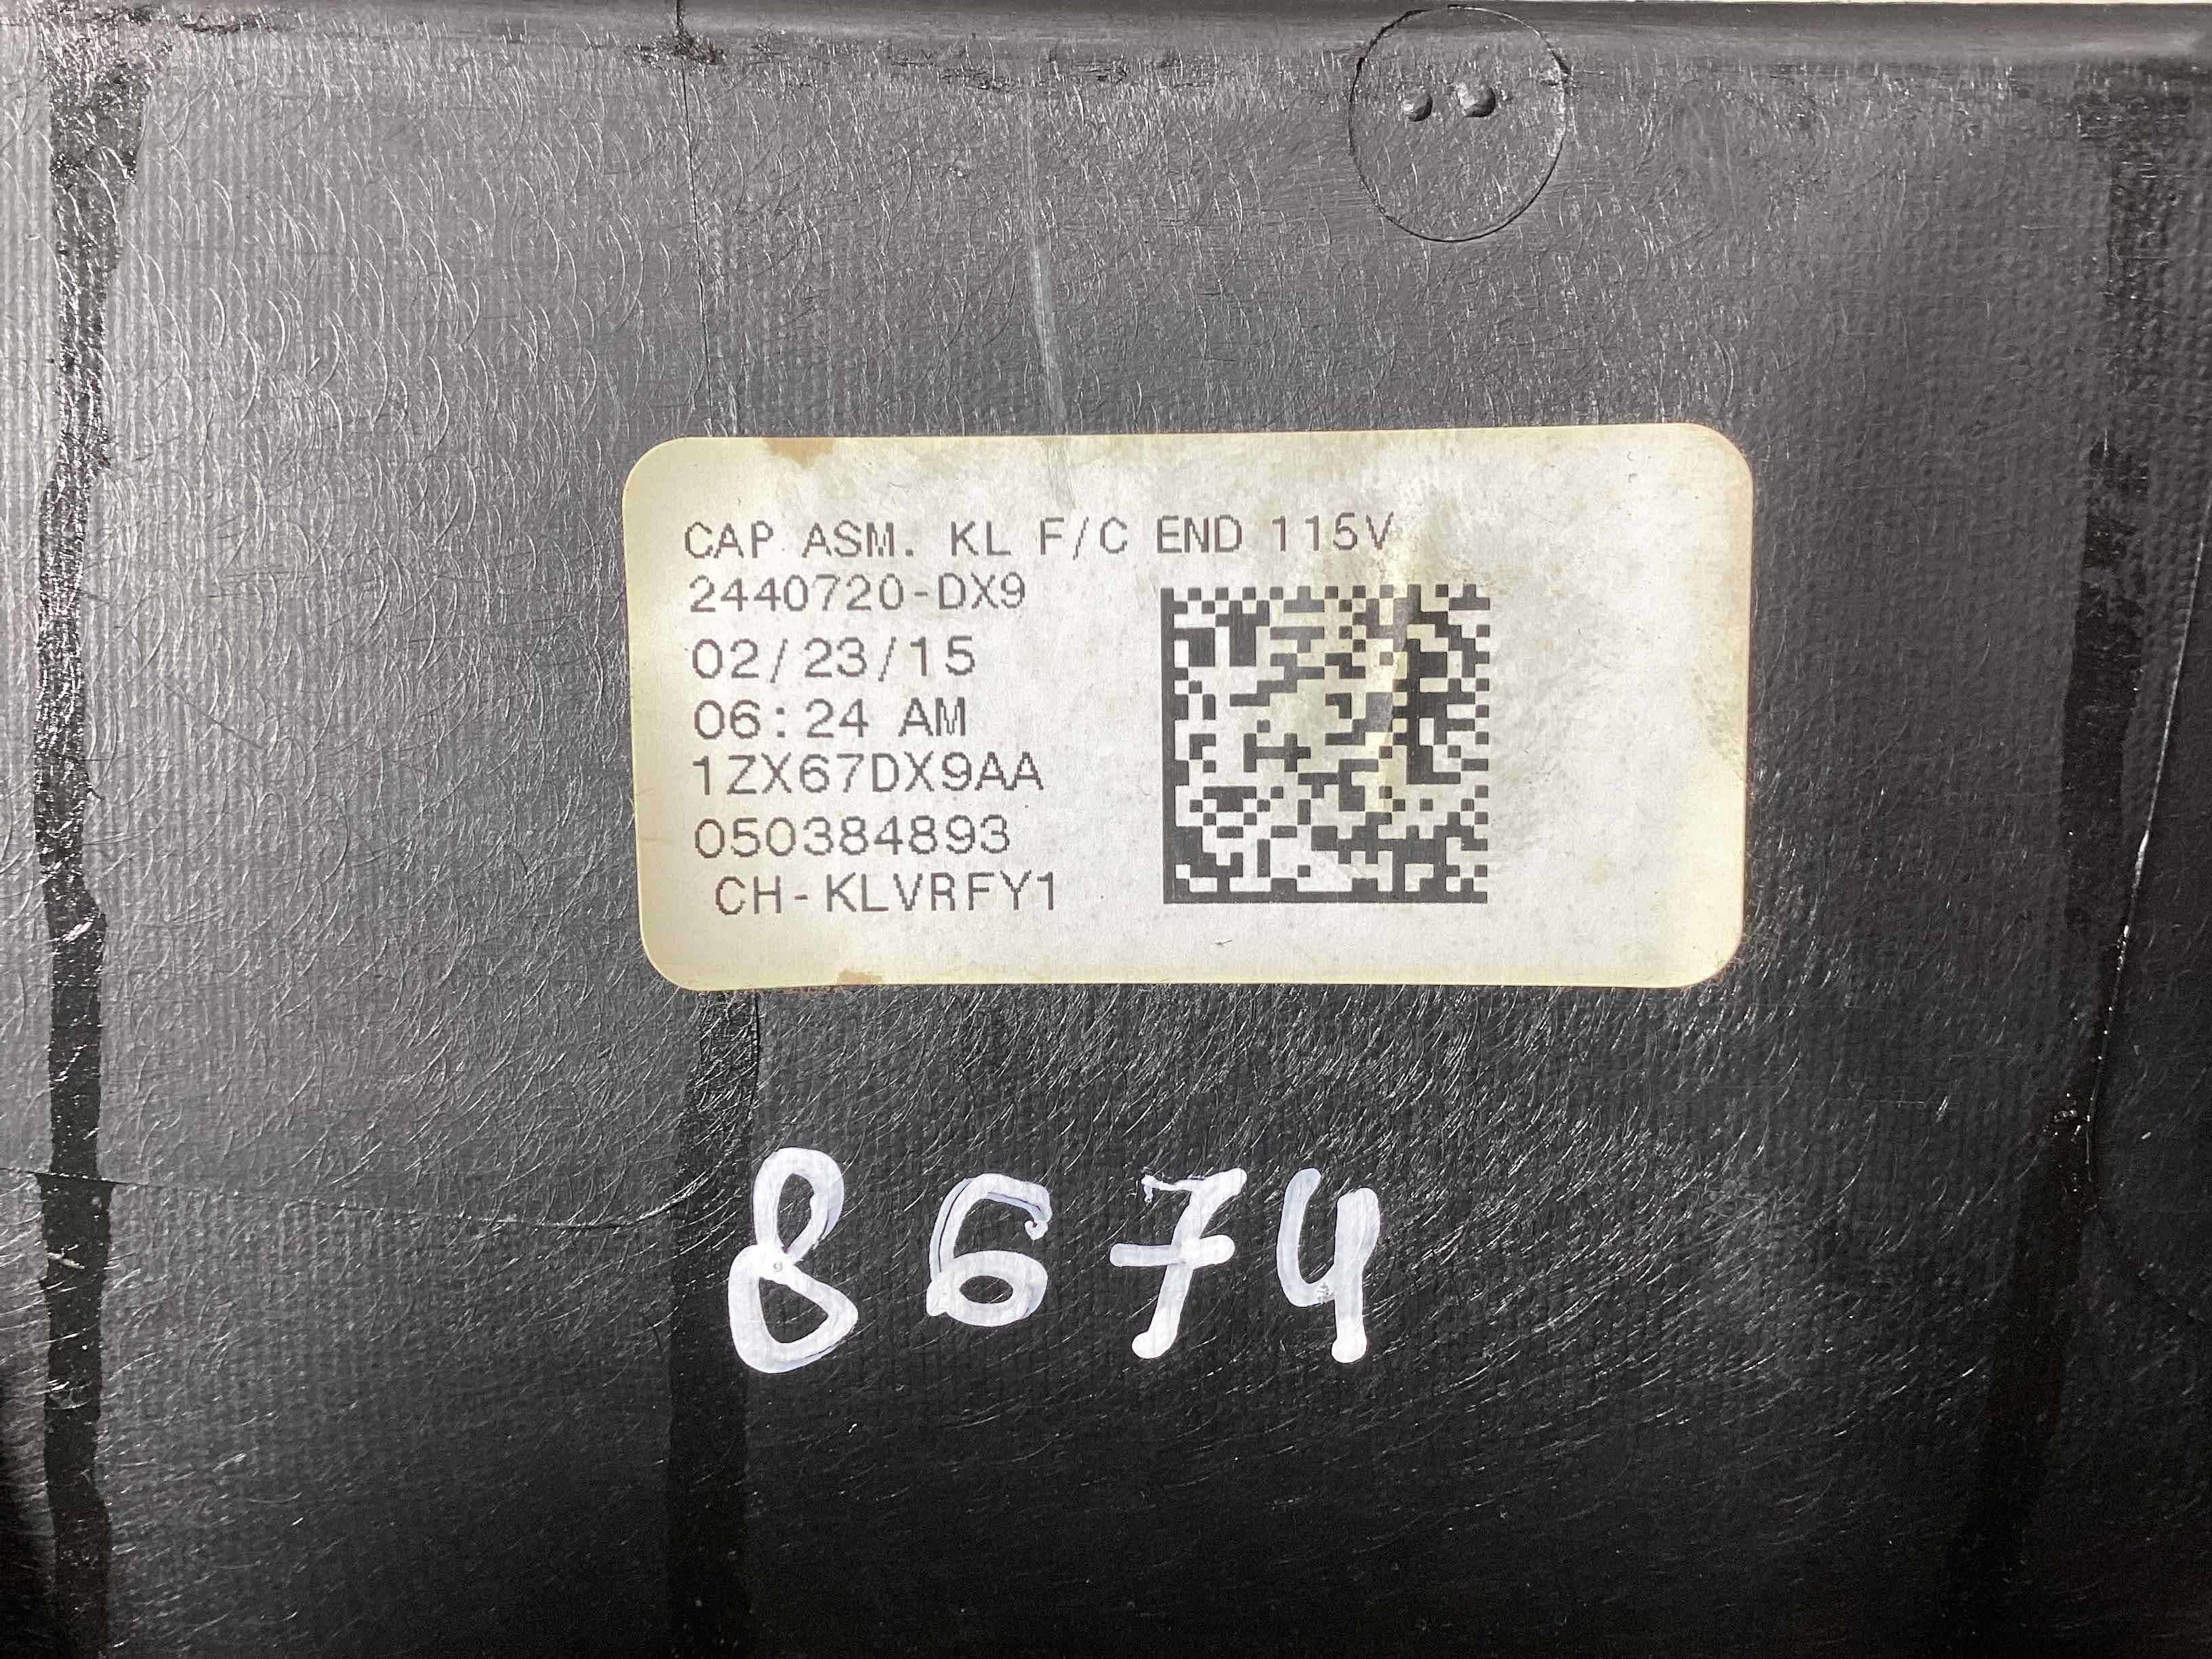 CAP ASM. KL F/C END 115V
2440720-DX9
02/23/15
06:24 AM
1ZX67DX9AA
050384893
CH-KLVRFY1
8674